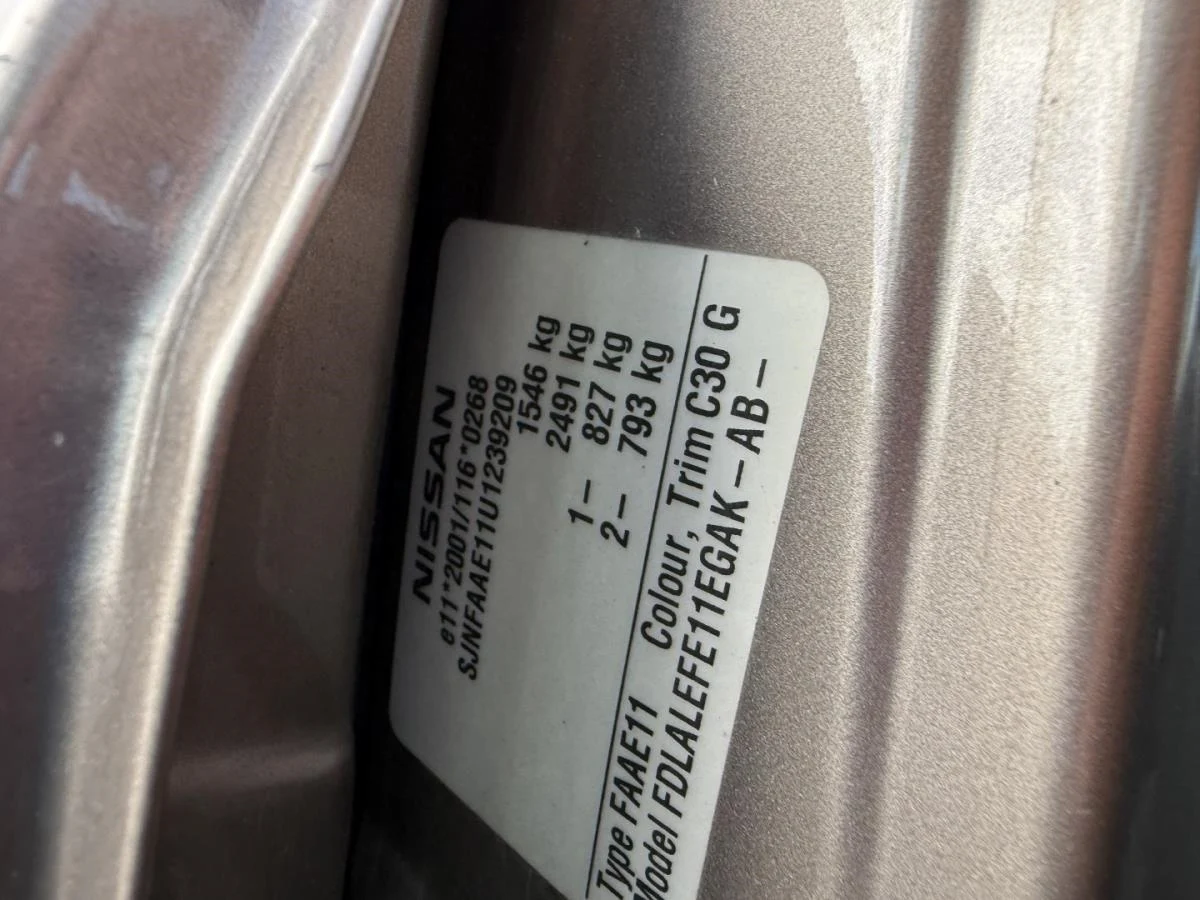 NISSAN
e11*2001/116*0268
SJNFAAE11U1239209
1546 kg
2491 kg
1– 827 kg
2– 793 kg
Type FAAE11 Colour, Trim C30 G
Model FDLALEFE11EGAK–AB–